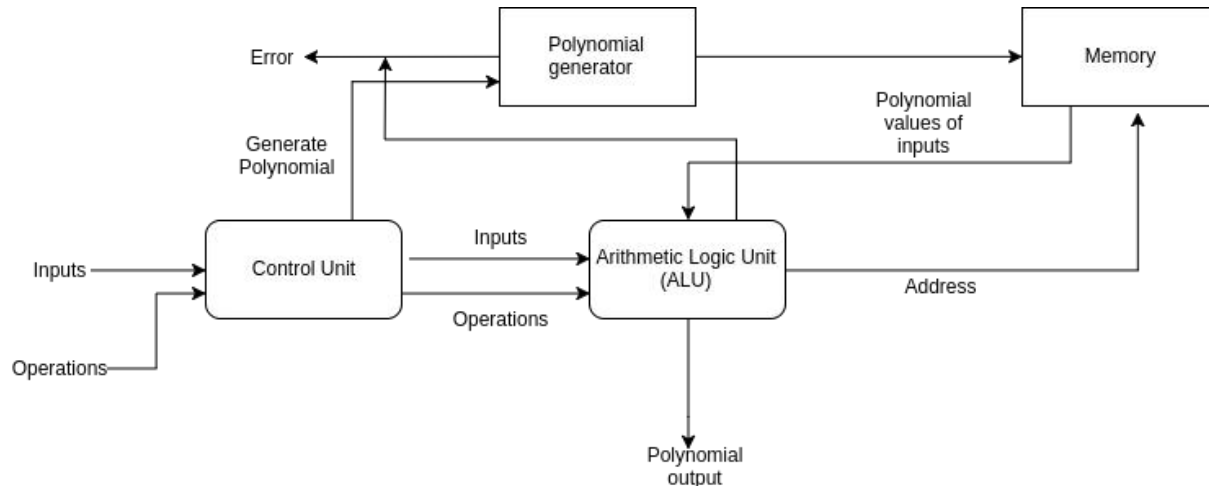 Polynomial
generator
Memory
Error
Polynomial
values of
inputs
Generate
Polynomial
Inputs
Arithmetic Logic Unit
(ALU)
Inputs
Control Unit
Address
Operations
Operations
Polynomial
output